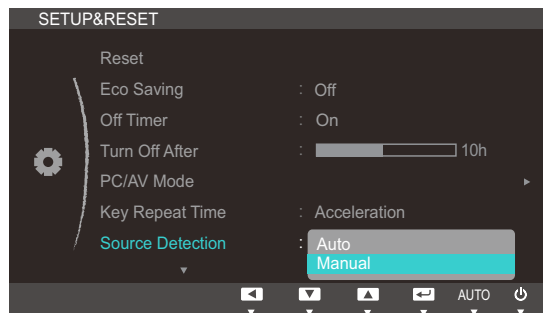 SETUP&RESET
Reset
Eco Saving : Off
Off Timer : On
Turn Off After : 10h
PC/AV Mode
Key Repeat Time : Acceleration
Source Detection : Auto
Manual
AUTO